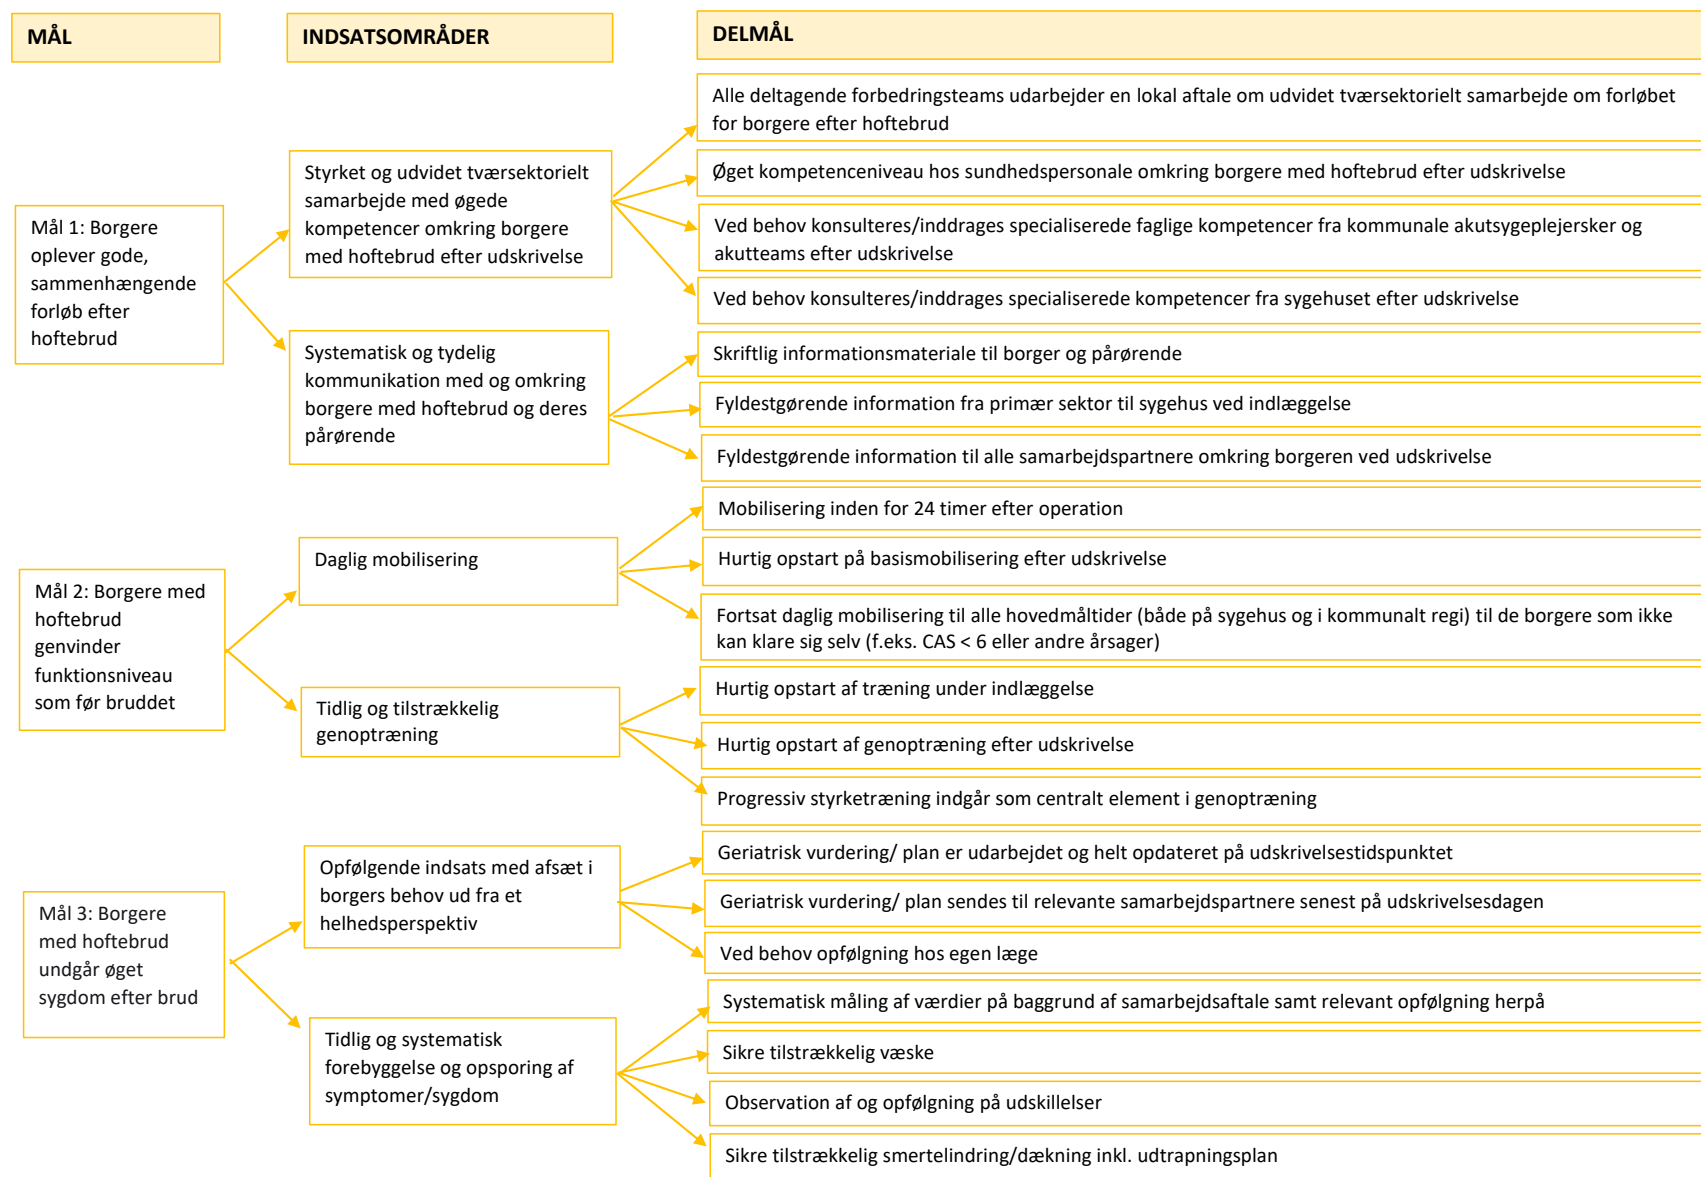 MÅL
INDSATSOMRÅDER
DELMÅL
Mål 1: Borgere
oplever gode,
sammenhængende
forløb efter
hoftebrud
Styrket og udvidet tværsektorielt
samarbejde med øgede
kompetencer omkring borgere
med hoftebrud efter udskrivelse
Alle deltagende forbedringsteams udarbejder en lokal aftale om udvidet tværsektorielt samarbejde om forløbet
for borgere efter hoftebrud
Øget kompetenceniveau hos sundhedspersonale omkring borgere med hoftebrud efter udskrivelse
Ved behov konsulteres/inddrages specialiserede faglige kompetencer fra kommunale akutsygeplejersker og
akutteams efter udskrivelse
Ved behov konsulteres/inddrages specialiserede kompetencer fra sygehuset efter udskrivelse
Systematisk og tydelig
kommunikation med og omkring
borgere med hoftebrud og deres
pårørende
Skriftlig informationsmateriale til borger og pårørende
Fyldestgørende information fra primær sektor til sygehus ved indlæggelse
Fyldestgørende information til alle samarbejdspartnere omkring borgeren ved udskrivelse
Mål 2: Borgere med
hoftebrud
genvinder
funktionsniveau
som før bruddet
Daglig mobilisering
Mobilisering inden for 24 timer efter operation
Hurtig opstart på basismobilisering efter udskrivelse
Fortsat daglig mobilisering til alle hovedmåltider (både på sygehus og i kommunalt regi) til de borgere som ikke
kan klare sig selv (f.eks. CAS < 6 eller andre årsager)
Tidlig og tilstrækkelig
genoptræning
Hurtig opstart af træning under indlæggelse
Hurtig opstart af genoptræning efter udskrivelse
Progressiv styrketræning indgår som centralt element i genoptræning
Mål 3: Borgere
med hoftebrud
undgår øget
sygdom efter brud
Opfølgende indsats med afsæt i
borgers behov ud fra et
helhedsperspektiv
Geriatrisk vurdering/ plan er udarbejdet og helt opdateret på udskrivelsestidspunktet
Geriatrisk vurdering/ plan sendes til relevante samarbejdspartnere senest på udskrivelsesdagen
Ved behov opfølgning hos egen læge
Tidlig og systematisk
forebyggelse og opsporing af
symptomer/sygdom
Systematisk måling af værdier på baggrund af samarbejdsaftale samt relevant opfølgning herpå
Sikre tilstrækkelig væske
Observation af og opfølgning på udskillelser
Sikre tilstrækkelig smertelindring/dækning inkl. udtrapningsplan